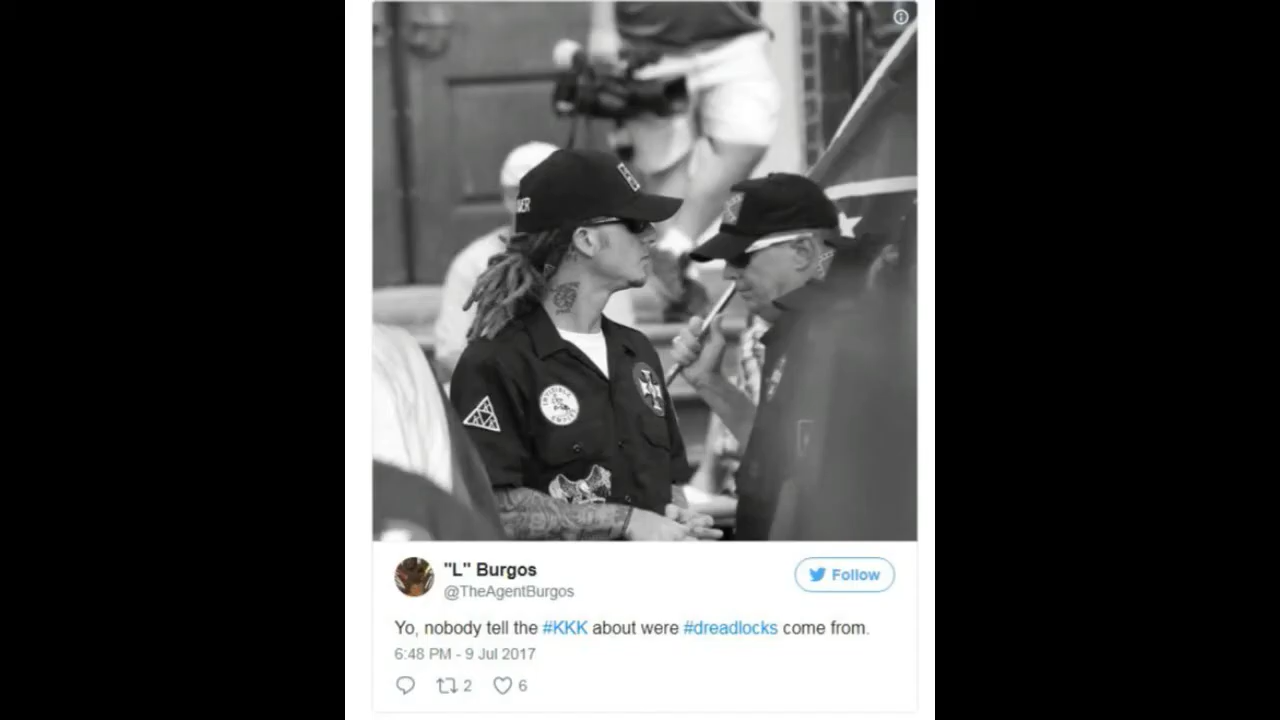 "L" Burgos
@TheAgentBurgos
Follow
Yo, nobody tell the #KKK about were #dreadlocks come from.
6:48 PM - 9 Jul 2017
2
6